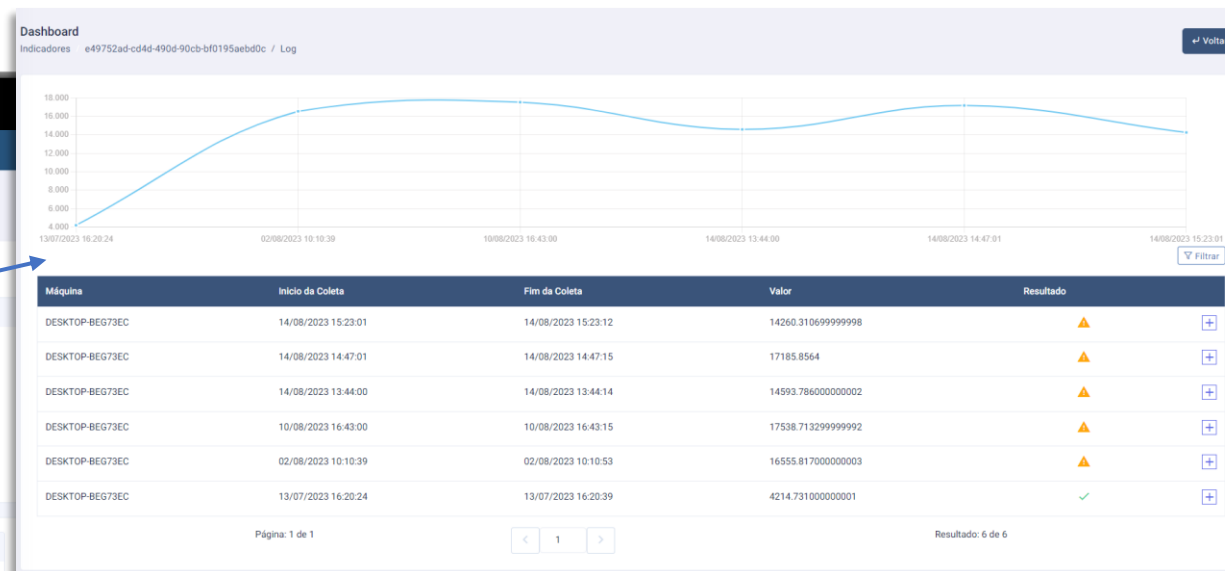 Dashboard
Indicadores e49752ad-cd4d-490d-90cb-bf0195aebd0c / Log
Volta
18.000
16.000
14.000
12.000
10.000
8.000
6.000
4.000
13/07/2023 16:20:24 02/08/2023 10:10:39 10/08/2023 16:43:00 14/08/2023 13:44:00 14/08/2023 14:47:01 14/08/2023 15:23:01
Filtrar
Máquina Inicio da Coleta Fim da Coleta Valor Resultado
DESKTOP-BEG73EC 14/08/2023 15:23:01 14/08/2023 15:23:12 14260.310699999998
DESKTOP-BEG73EC 14/08/2023 14:47:01 14/08/2023 14:47:15 17185.8564
DESKTOP-BEG73EC 14/08/2023 13:44:00 14/08/2023 13:44:14 14593.786000000002
DESKTOP-BEG73EC 10/08/2023 16:43:00 10/08/2023 16:43:15 17538.713299999992
DESKTOP-BEG73EC 02/08/2023 10:10:39 02/08/2023 10:10:53 16555.817000000003
DESKTOP-BEG73EC 13/07/2023 16:20:24 13/07/2023 16:20:39 4214.731000000001
Página: 1 de 1 < 1 > Resultado: 6 de 6